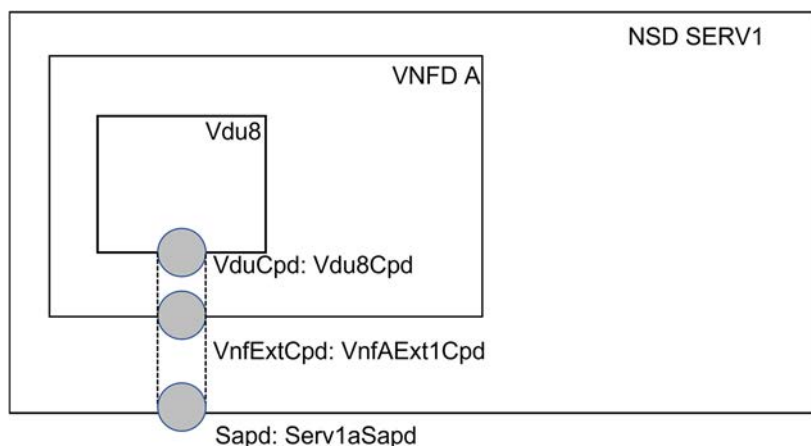 NSD SERV1
VNFD A
Vdu8
VduCpd: Vdu8Cpd
VnfExtCpd: VnfAExt1Cpd
Sapd: Serv1aSapd